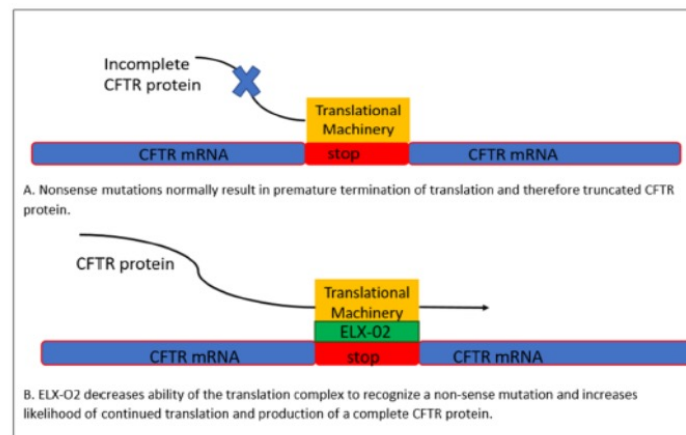 Incomplete
CFTR protein
Translational
Machinery
CFTR mRNA stop CFTR mRNA
A. Nonsense mutations normally result in premature termination of translation and therefore truncated CFTR
protein.
CFTR protein
Translational
Machinery
ELX-02
CFTR mRNA stop CFTR mRNA
B. ELX-O2 decreases ability of the translation complex to recognize a non-sense mutation and increases
likelihood of continued translation and production of a complete CFTR protein.